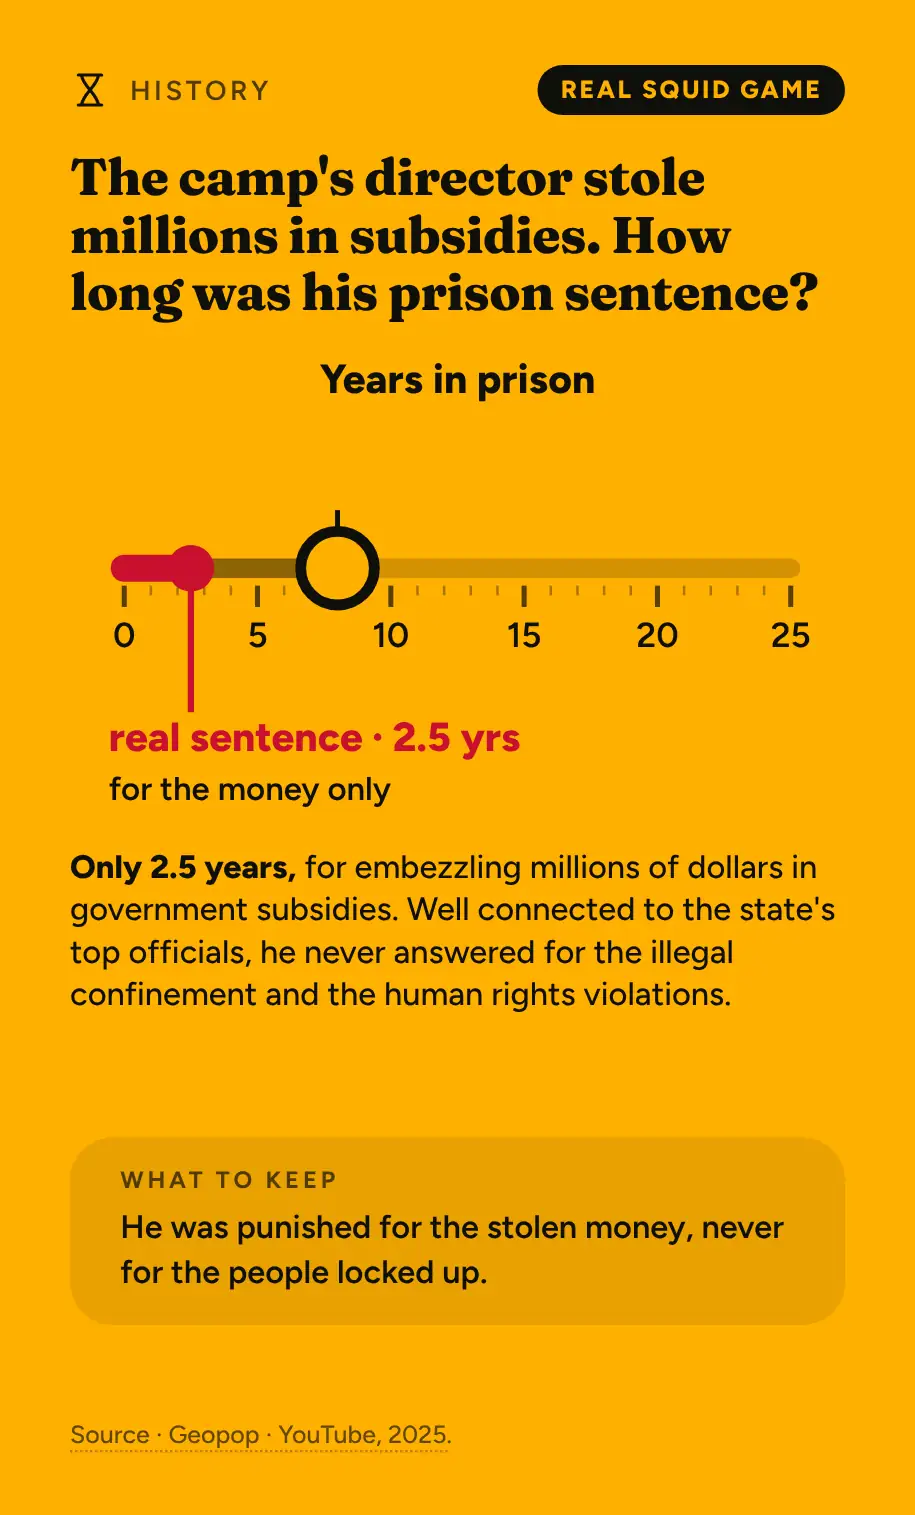 HISTORY
REAL SQUID GAME
The camp's director stole
millions in subsidies. How
long was his prison sentence?
Years in prison
0 5 10 15 20 25
real sentence · 2.5 yrs
for the money only
Only 2.5 years, for embezzling millions of dollars in
government subsidies. Well connected to the state's
top officials, he never answered for the illegal
confinement and the human rights violations.
WHAT TO KEEP
He was punished for the stolen money, never
for the people locked up.
Source · Geopop · YouTube, 2025.